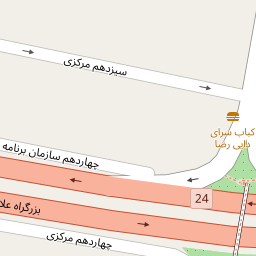 سیزدهم مرکزی
کباب سرای
دایی رضا
چهاردهم سازمان برنامه
24
بزرگراه علا
چهاردهم مرکزی